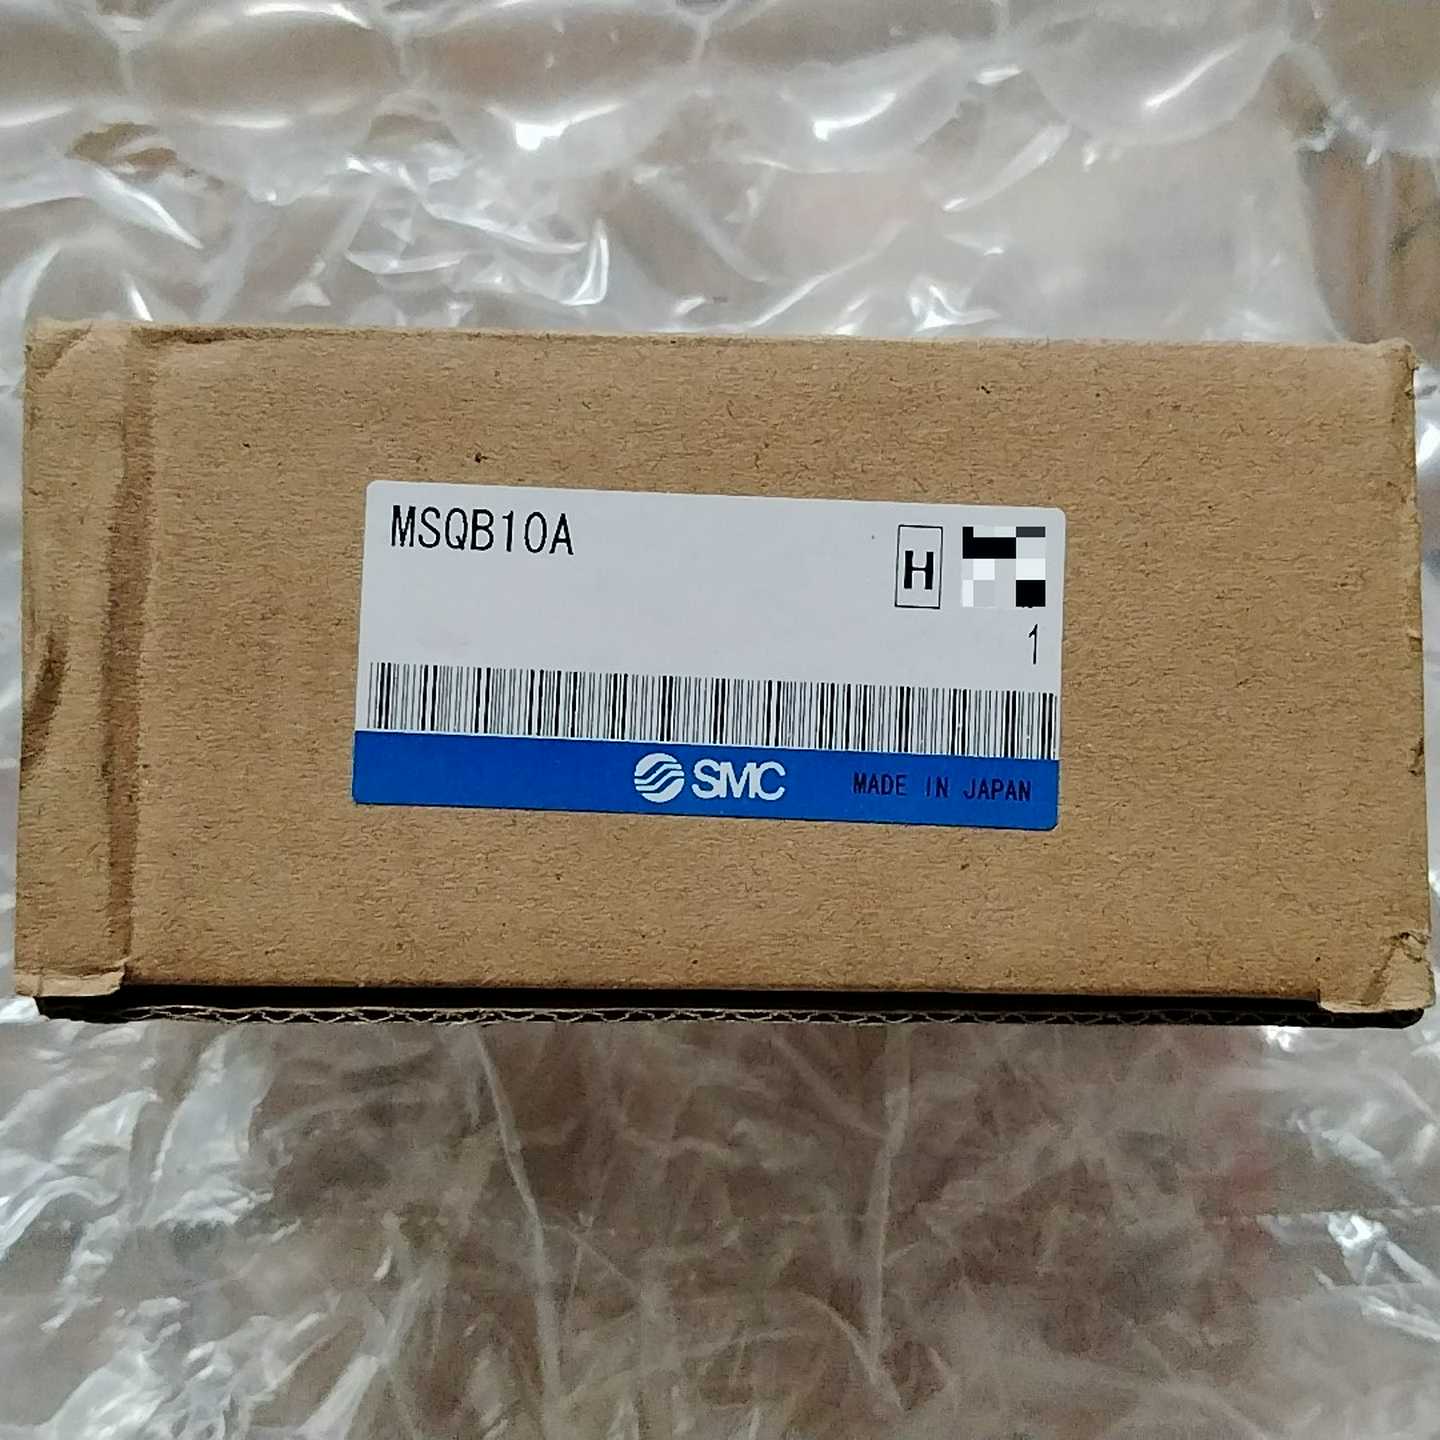 MSQB10A
H
1
SMC MADE IN JAPAN